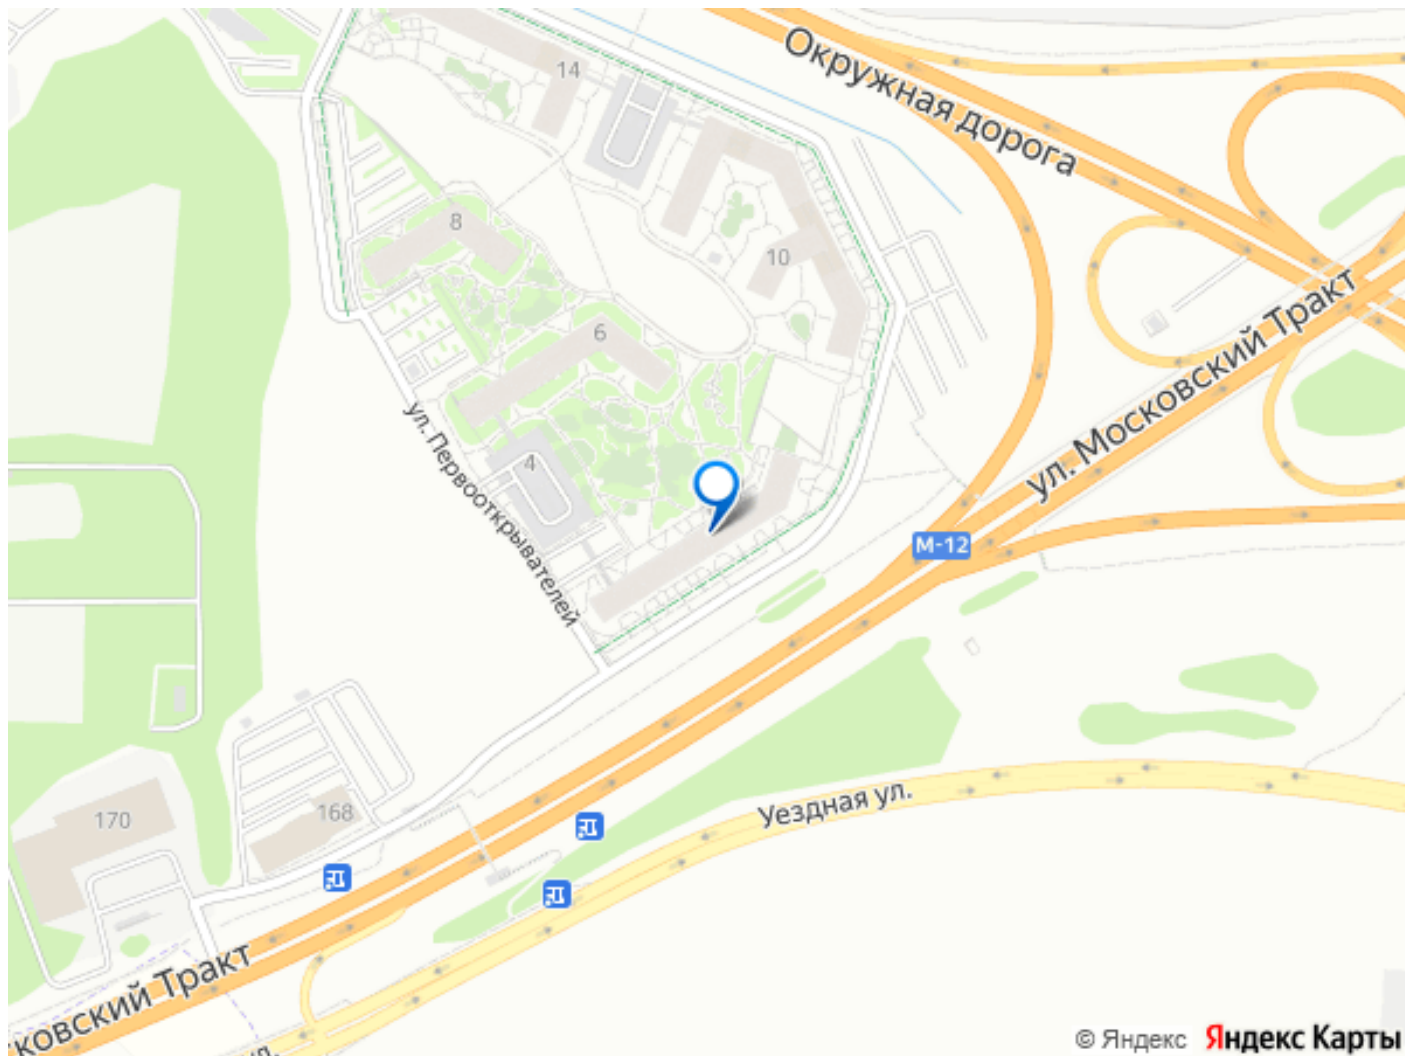 Окружная дорога
14
8
10
6
ул. Московский Тракт
ул. Первооткрывателей
4
М-12
Уездная ул.
168
170
ковский Тракт
ул.
© Яндекс Яндекс Карты